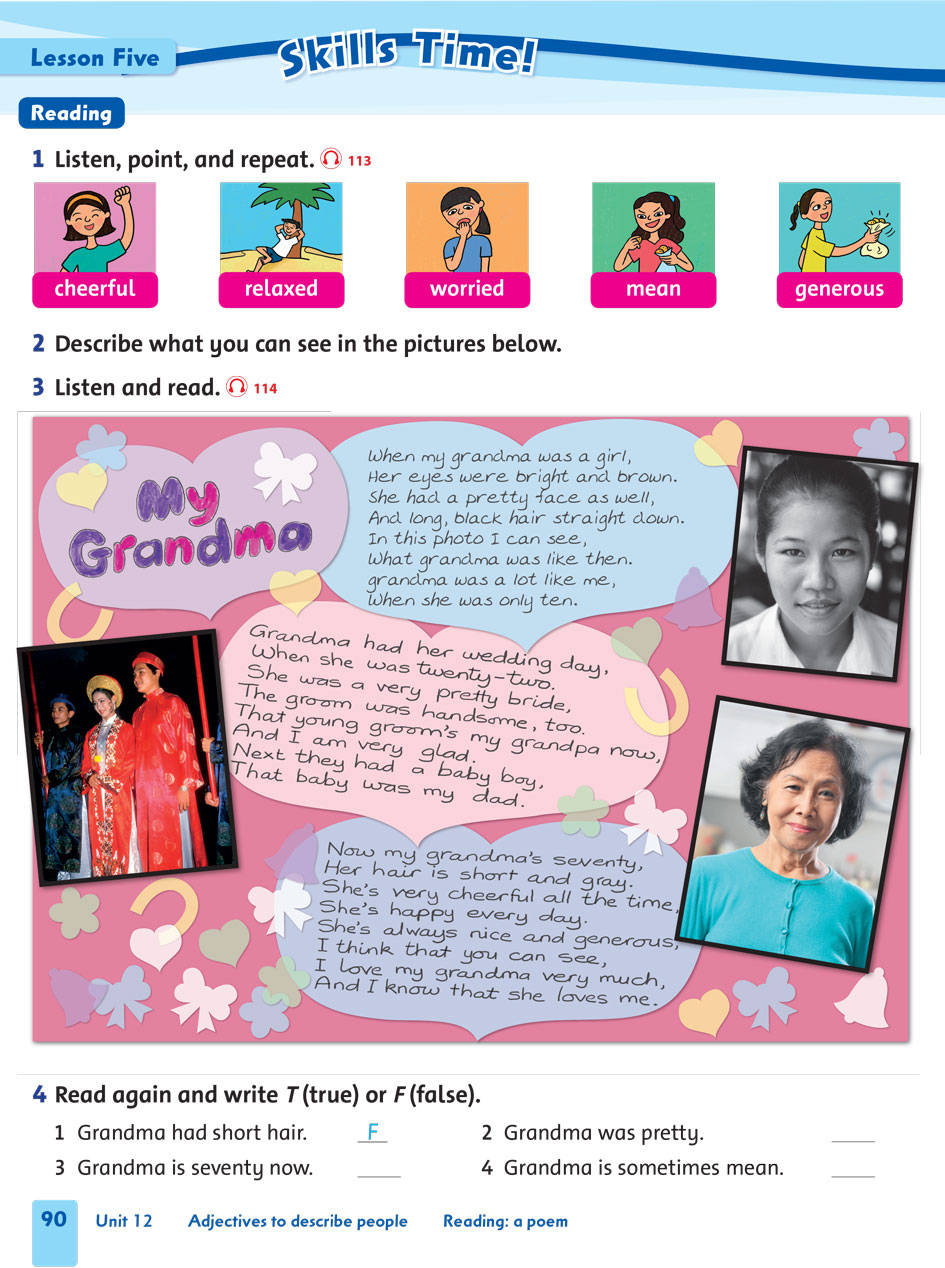 Lesson Five
Skills Time!
Reading
1 Listen, point, and repeat. 113
cheerful
relaxed
worried
mean
generous
2 Describe what you can see in the pictures below.
3 Listen and read. 114
My
Grandma
When my grandma was a girl,
Her eyes were bright and brown.
She had a pretty face as well,
And long, black hair straight down.
In this photo I can see,
What grandma was like then.
grandma was a lot like me,
When she was only ten.
Grandma had her wedding day,
When she was twenty-two.
She was a very pretty bride,
The groom was handsome, too.
That young groom's my grandpa now,
And I am very glad.
Next they had a baby boy,
That baby was my dad.
Now my grandma's seventy,
Her hair is short and gray.
She's very cheerful all the time,
She's happy every day.
She's always nice and generous,
I think that you can see,
I love my grandma very much,
And I know that she loves me.
4 Read again and write T (true) or F (false).
1 Grandma had short hair. F
2 Grandma was pretty. ____
3 Grandma is seventy now. ____
4 Grandma is sometimes mean. ____
90 Unit 12 Adjectives to describe people Reading: a poem